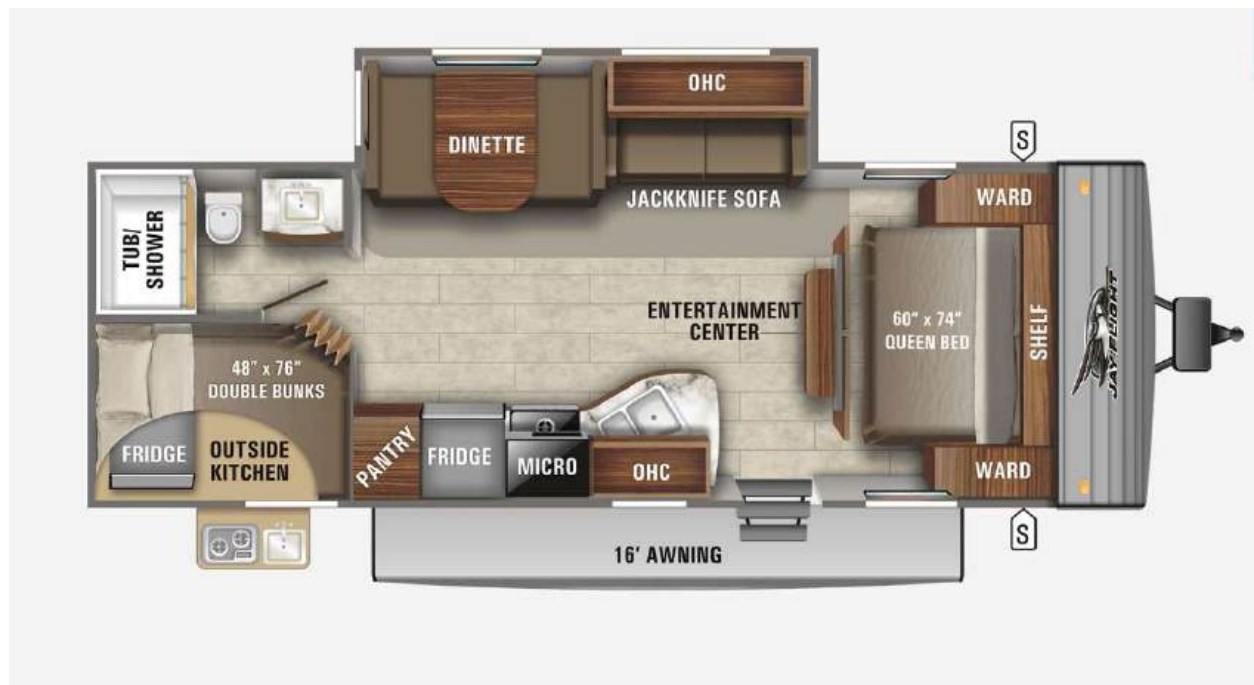 OHC
DINETTE
S
JACKKNIFE SOFA
WARD
TUB/
SHOWER
ENTERTAINMENT
CENTER
60" x 74"
QUEEN BED
SHELF
JAY FLIGHT
48" x 76"
DOUBLE BUNKS
FRIDGE
OUTSIDE
KITCHEN
PANTRY
FRIDGE
MICRO
OHC
WARD
S
16' AWNING